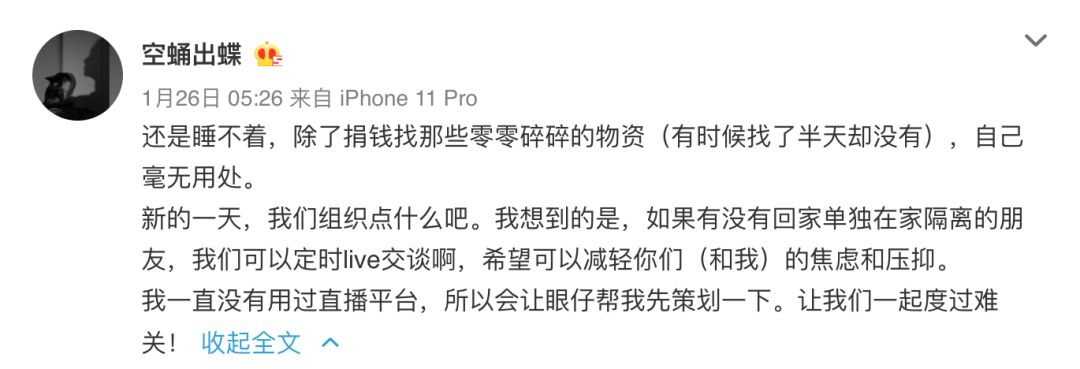 空蛹出蝶
1月26日 05:26 来自 iPhone 11 Pro
还是睡不着，除了捐钱找那些零零碎碎的物资（有时候找了半天却没有），自己
毫无用处。
新的一天，我们组织点什么吧。我想到的是，如果有没有回家单独在家隔离的朋
友，我们可以定时live交谈啊，希望可以减轻你们（和我）的焦虑和压抑。
我一直没有用过直播平台，所以会让眼仔帮我先策划一下。让我们一起度过难
关！ 收起全文